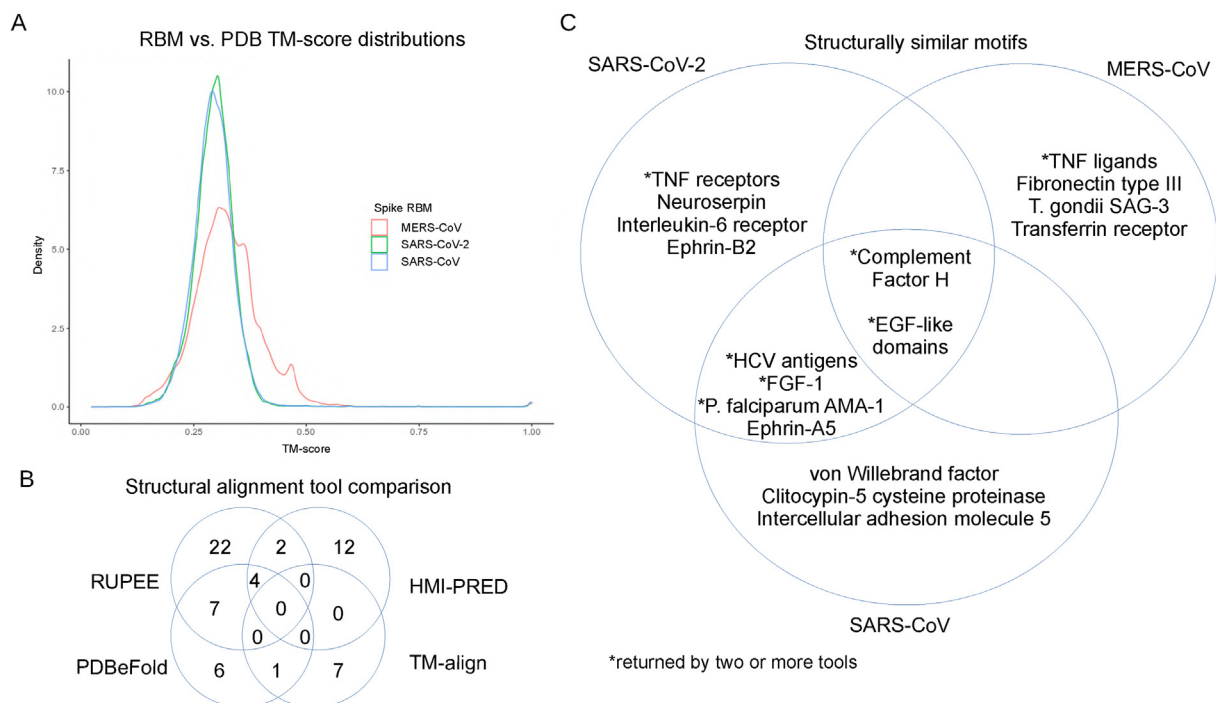 A
RBM vs. PDB TM-score distributions
10.0
7.5
5.0
2.5
0.0
Density
0.00
0.25
0.50
0.75
1.00
TM-score
Spike RBM
MERS-CoV
SARS-CoV-2
SARS-CoV
B
Structural alignment tool comparison
22
2
12
RUPEE
4
0
HMI-PRED
7
0
0
0
0
PDBeFold
6
1
7
TM-align
C
Structurally similar motifs
SARS-CoV-2
MERS-CoV
*TNF receptors
Neuroserpin
Interleukin-6 receptor
Ephrin-B2
*TNF ligands
Fibronectin type III
T. gondii SAG-3
Transferrin receptor
*Complement
Factor H
*EGF-like
domains
*HCV antigens
*FGF-1
*P. falciparum AMA-1
Ephrin-A5
von Willebrand factor
Clitocypin-5 cysteine proteinase
Intercellular adhesion molecule 5
SARS-CoV
*returned by two or more tools